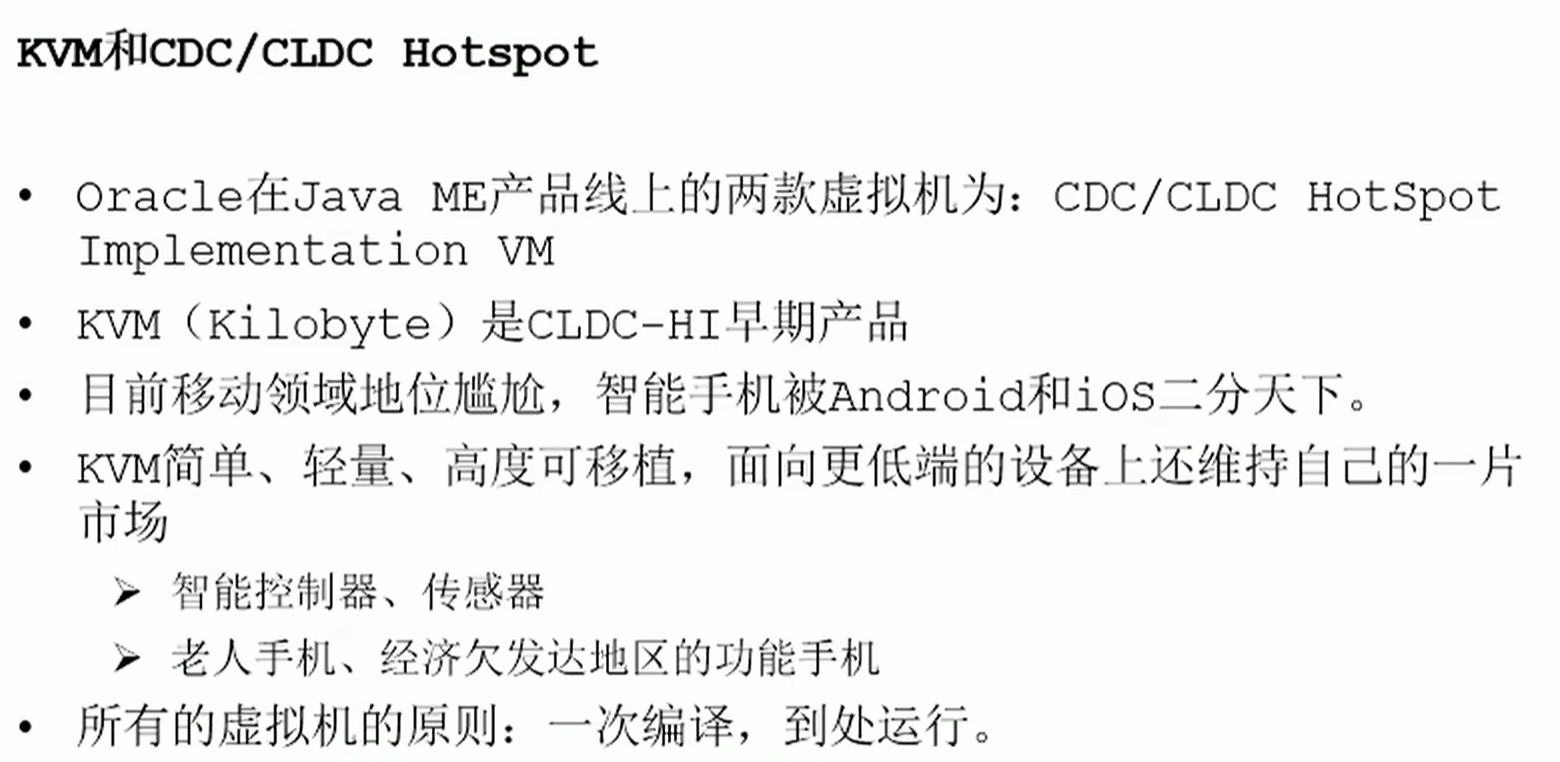 KVM和CDC/CLDC Hotspot
• Oracle在Java ME产品线上的两款虚拟机为：CDC/CLDC HotSpot
Implementation VM
• KVM（Kilobyte）是CLDC-HI早期产品
• 目前移动领域地位尴尬，智能手机被Android和iOS二分天下。
• KVM简单、轻量、高度可移植，面向更低端的设备上还维持自己的一片
市场
➢ 智能控制器、传感器
➢ 老人手机、经济欠发达地区的功能手机
• 所有的虚拟机的原则：一次编译，到处运行。